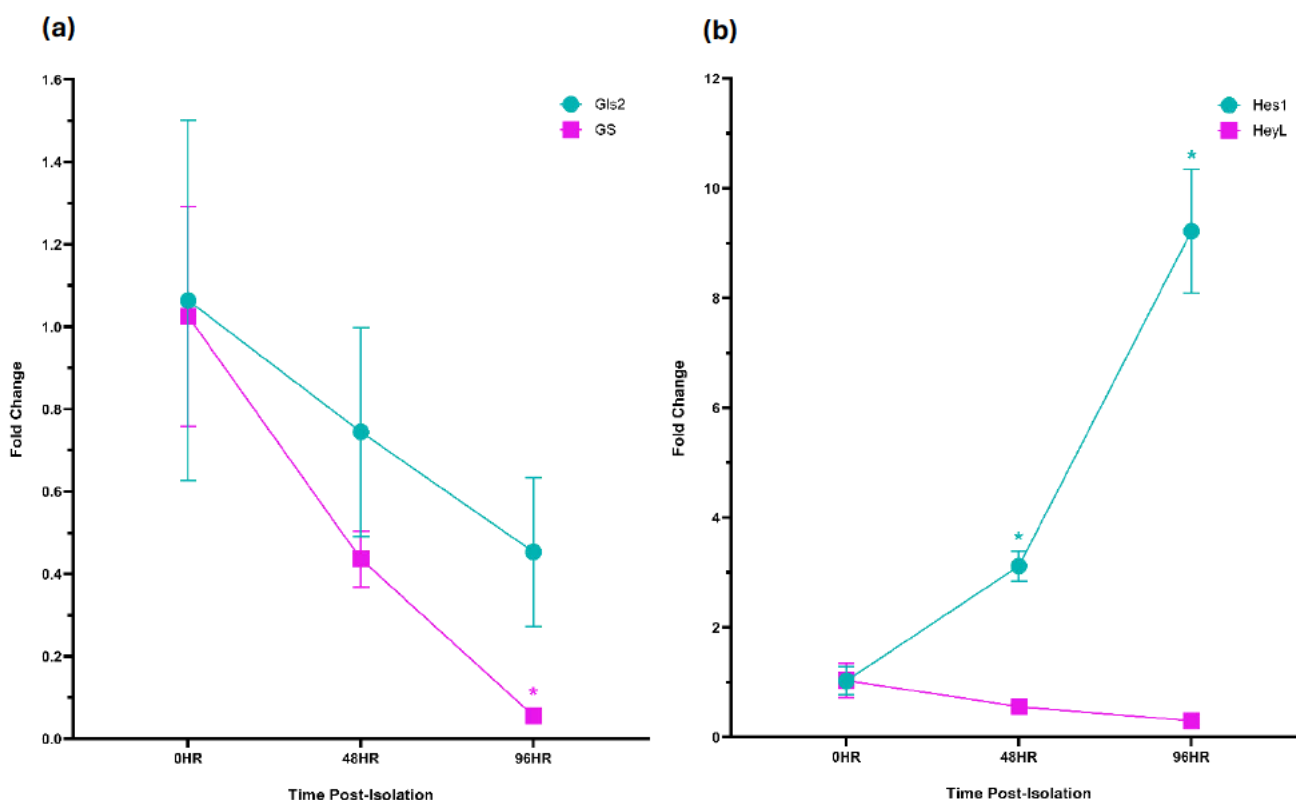 (a)
1.6
1.4
1.2
1.0
0.8
0.6
0.4
0.2
0.0
Fold Change
Gls2
GS
*
0HR
48HR
96HR
Time Post-Isolation
(b)
12
10
8
6
4
2
0
Fold Change
Hes1
HeyL
*
*
0HR
48HR
96HR
Time Post-Isolation